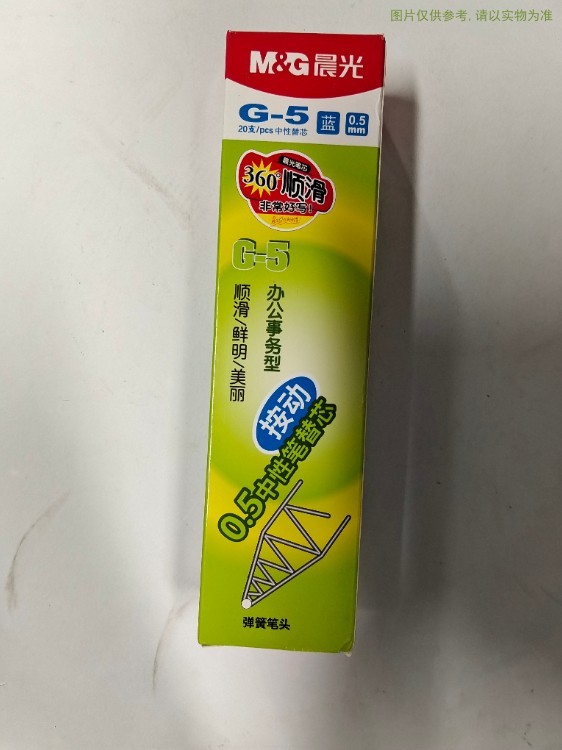 图片仅供参考, 请以实物为准
M&G晨光
G-5
蓝
0.5
mm
20支/pcs 中性替芯
晨光笔芯
360°顺滑
非常好写!
G-5
办公事务型
顺滑/鲜明/美丽
按动
0.5中性笔替芯
弹簧笔头